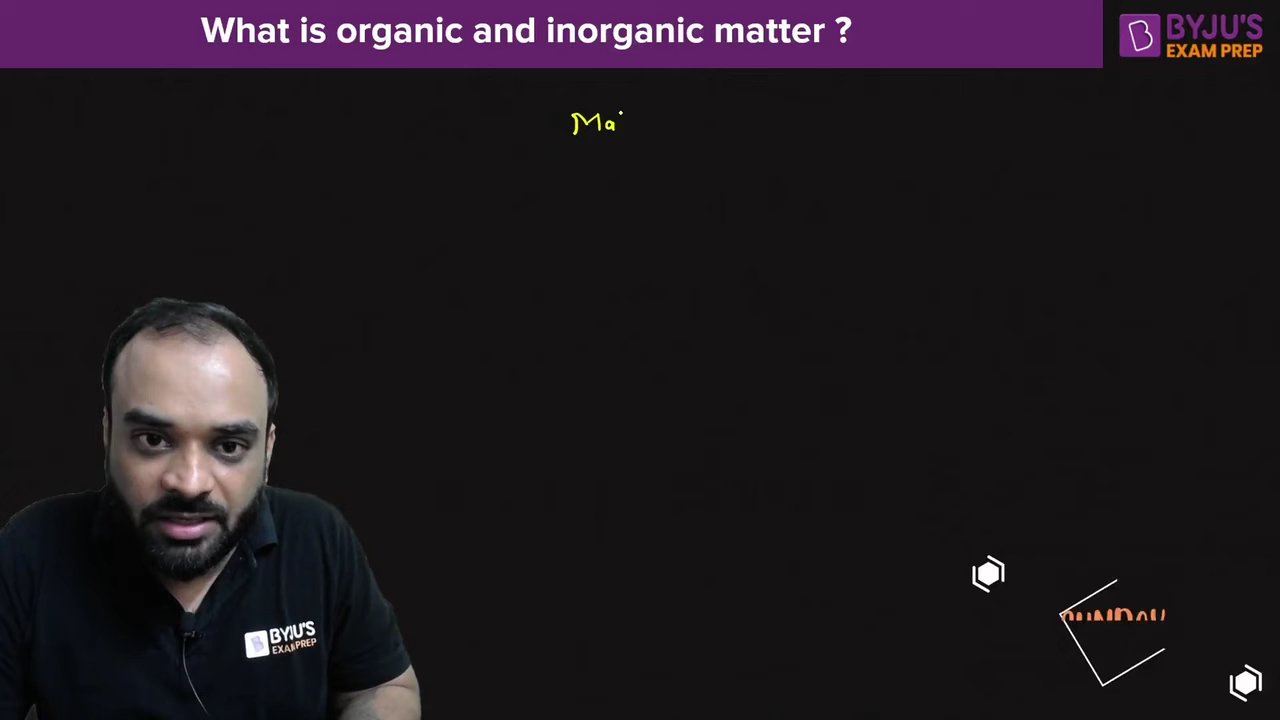 What is organic and inorganic matter ?
BYJU'S
EXAM PREP
Ma
BYJU'S
EXAM PREP